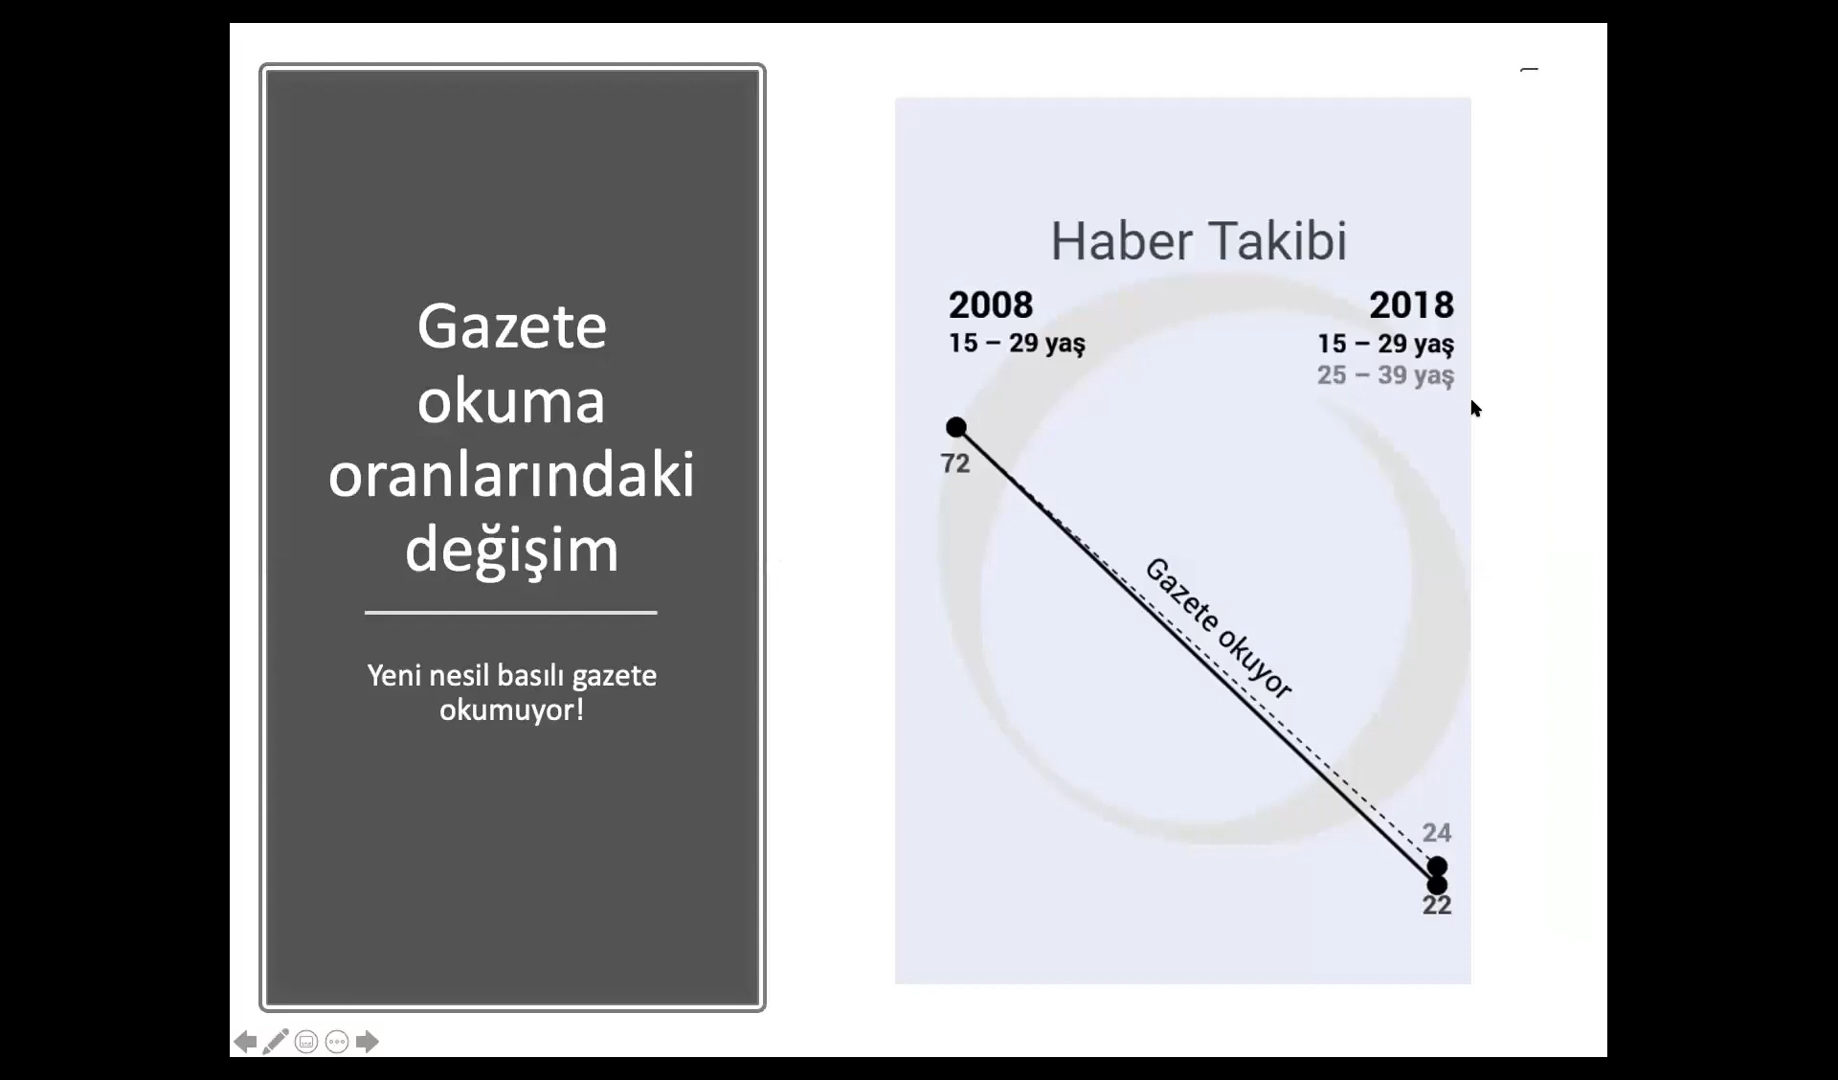 Gazete
okuma
oranlarındaki
değişim
Yeni nesil basılı gazete
okumuyor!
Haber Takibi
2008
15 – 29 yaş
2018
15 – 29 yaş
25 – 39 yaş
72
Gazete okuyor
24
22